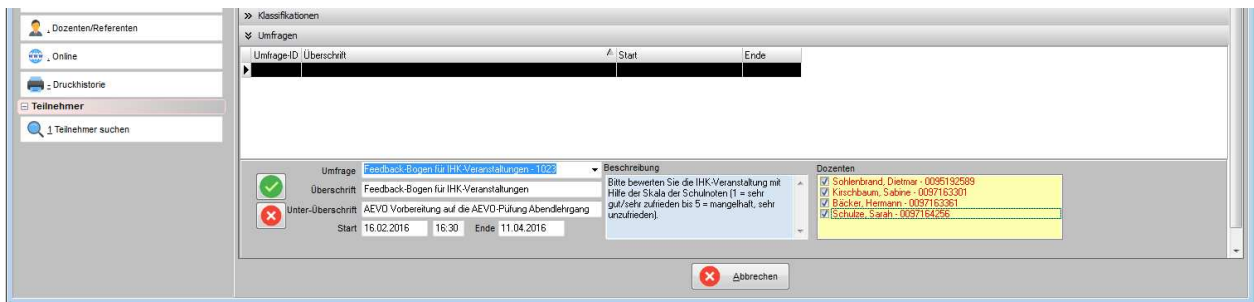 Klassifikationen
. Dozenten/Referenten
Umfragen
. Online
Umfrage-ID Überschrift Start Ende
- Druckhistorie
Teilnehmer
1 Teilnehmer suchen
Umfrage Feedback-Bogen für IHK-Veranstaltungen - 1023
Überschrift Feedback-Bogen für IHK-Veranstaltungen
Unter-Überschrift AEVO Vorbereitung auf die AEVO-Püfung Abendlehrgang
Start 16.02.2016 16:30 Ende 11.04.2016
Beschreibung
Bitte bewerten Sie die IHK-Veranstaltung mit
Hilfe der Skala der Schulnoten (1 = sehr
gut/sehr zufrieden bis 5 = mangelhaft, sehr
unzufrieden).
Dozenten
Sohlenbrand, Dietmar - 0095192589
Kirschbaum, Sabine - 0097163301
Bäcker, Hermann - 0097163361
Schulze, Sarah - 0097164256
Abbrechen